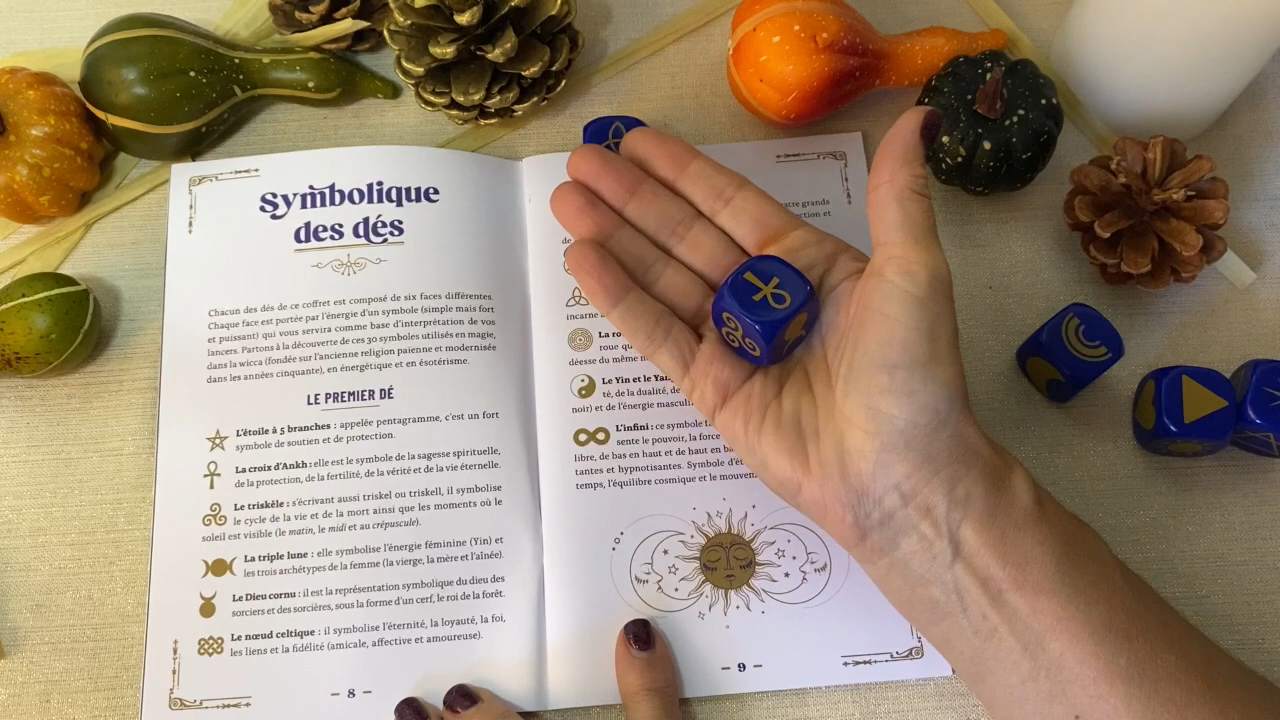 Symbolique
des dés
Chacun des dés de ce coffret est composé de six faces différentes.
Chaque face est portée par l'énergie d'un symbole (simple mais fort
et puissant) qui vous servira comme base d'interprétation de vos
lancers. Partons à la découverte de ces 30 symboles utilisés en magie,
dans la wicca (fondée sur l'ancienne religion païenne et modernisée
dans les années cinquante), en énergétique et en ésotérisme.
LE PREMIER DÉ
L'étoile à 5 branches : appelée pentagramme, c'est un fort
symbole de soutien et de protection.
La croix d'Ankh : elle est le symbole de la sagesse spirituelle,
de la protection, de la fertilité, de la vérité et de la vie éternelle.
Le triskèle : s'écrivant aussi triskel ou triskell, il symbolise
le cycle de la vie et de la mort ainsi que les moments où le
soleil est visible (le matin, le midi et au crépuscule).
La triple lune : elle symbolise l'énergie féminine (Yin) et
les trois archétypes de la femme (la vierge, la mère et l'aînée).
Le Dieu cornu : il est la représentation symbolique du dieu des
sorciers et des sorcières, sous la forme d'un cerf, le roi de la forêt.
Le nœud celtique : il symbolise l'éternité, la loyauté, la foi,
les liens et la fidélité (amicale, affective et amoureuse).
- 8 -
grands
et
de
incarne
La
roue
déesse du même
Le Yin et le
té, de la dualité, de
noir) et de l'énergie
L'infini : ce symbole
sente le pouvoir, la force
libre, de bas en haut et de haut en
tantes et hypnotisantes. Symbole
temps, l'équilibre cosmique et le
- 9 -